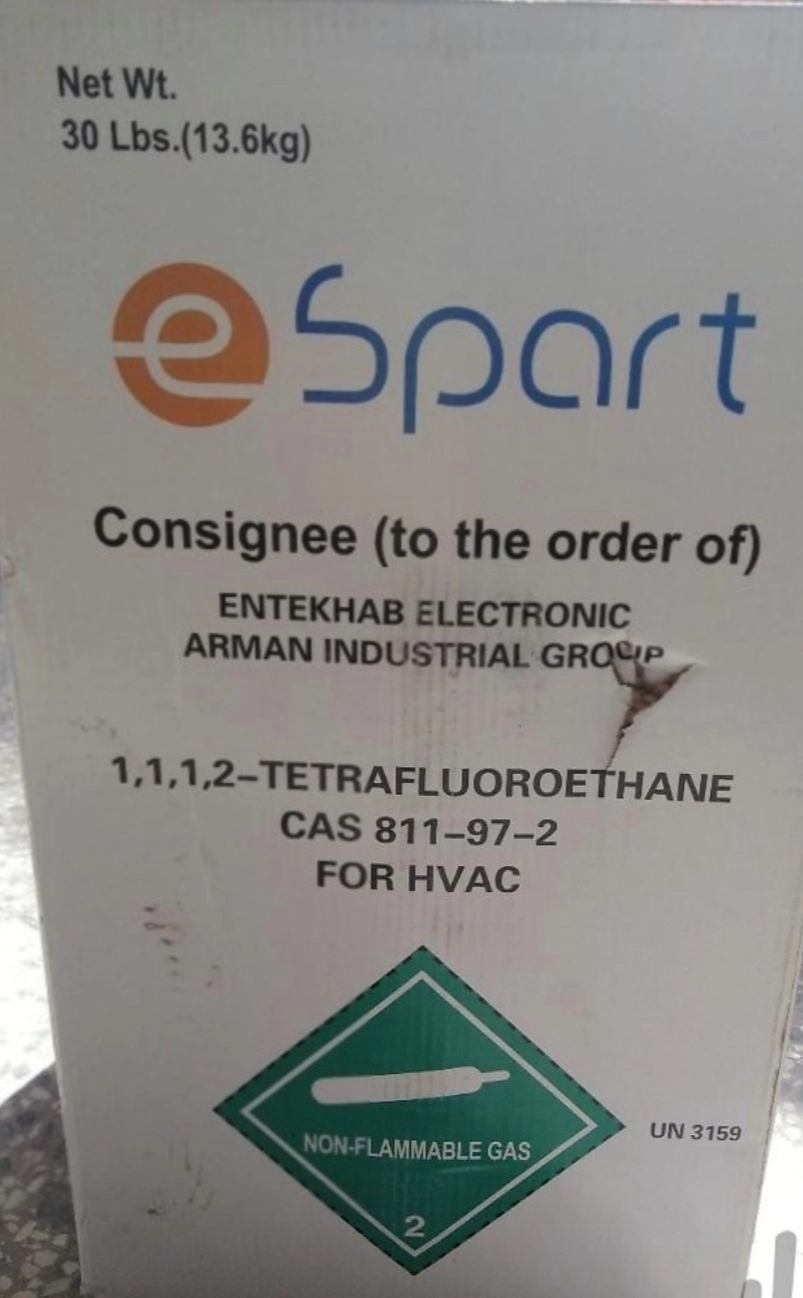 Net Wt.
30 Lbs.(13.6kg)
e Spart
Consignee (to the order of)
ENTEKHAB ELECTRONIC
ARMAN INDUSTRIAL GROUP
1,1,1,2-TETRAFLUOROETHANE
CAS 811-97-2
FOR HVAC
NON-FLAMMABLE GAS
UN 3159
2